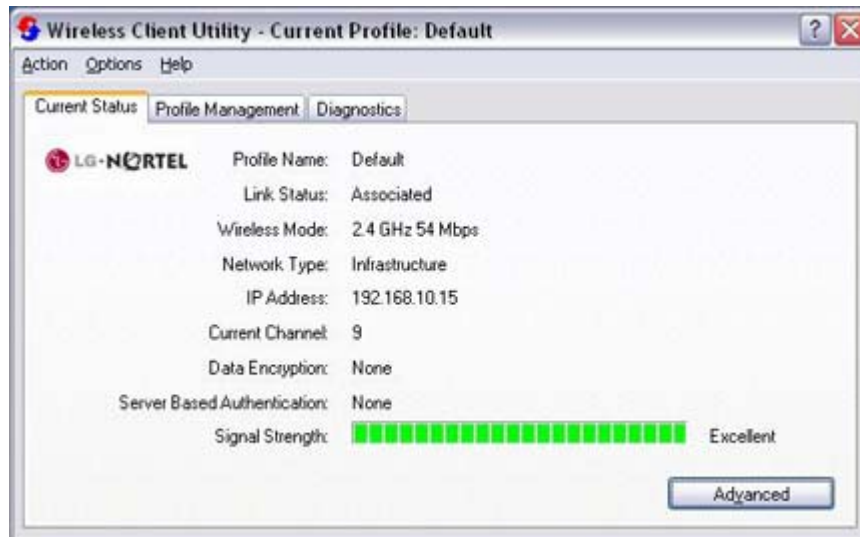 Wireless Client Utility - Current Profile: Default
Action Options Help
Current Status Profile Management Diagnostics
LG-NORTEL
Profile Name: Default
Link Status: Associated
Wireless Mode: 2.4 GHz 54 Mbps
Network Type: Infrastructure
IP Address: 192.168.10.15
Current Channel: 9
Data Encryption: None
Server Based Authentication: None
Signal Strength: Excellent
Advanced